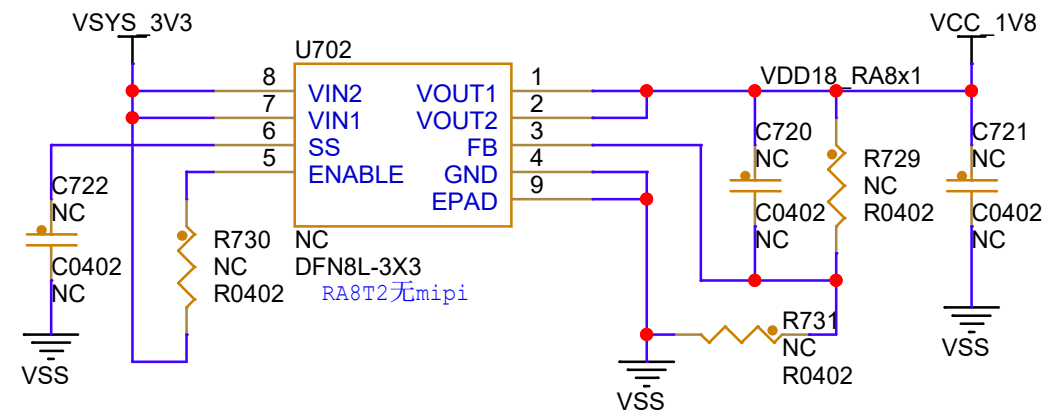 VSYS_3V3
VCC_1V8
U702
8
VIN2
VOUT1
1
VDD18_RA8x1
7
VIN1
VOUT2
2
6
SS
FB
3
5
ENABLE
GND
4
EPAD
9
C722
NC
C0402
NC
R730
NC
R0402
NC
DFN8L-3X3
RA8T2无mipi
C720
NC
C0402
NC
R729
NC
R0402
C721
NC
C0402
NC
R731
NC
R0402
VSS
VSS
VSS